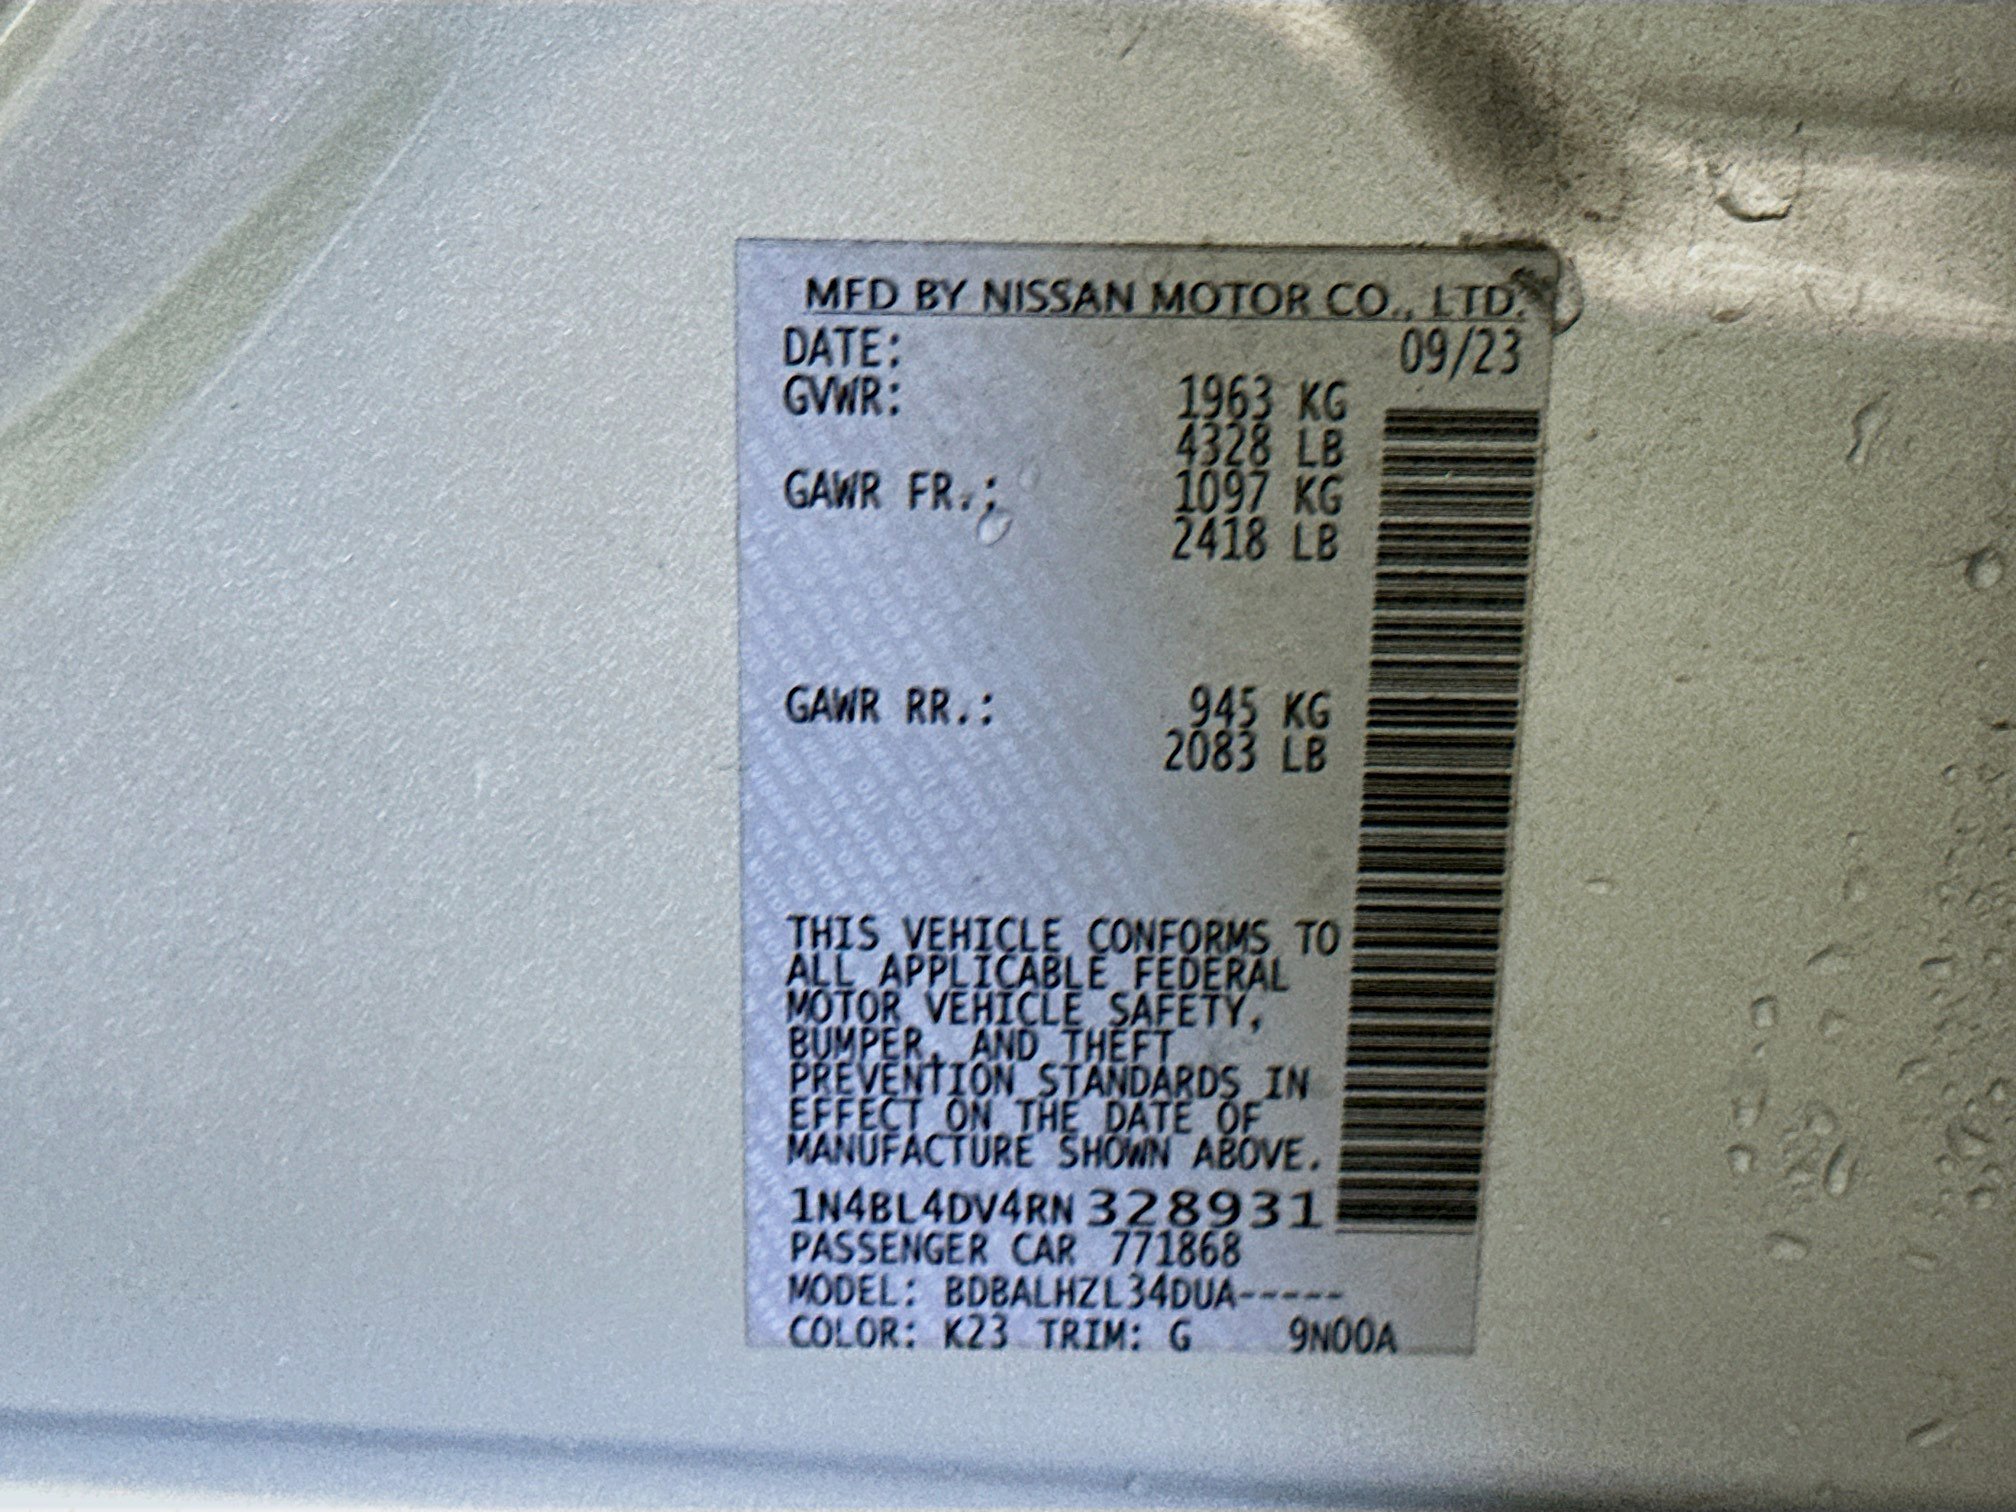 MFD BY NISSAN MOTOR CO., LTD.
DATE: 09/23
GVWR: 1963 KG
4328 LB
GAWR FR.: 1097 KG
2418 LB
GAWR RR.: 945 KG
2083 LB
THIS VEHICLE CONFORMS TO
ALL APPLICABLE FEDERAL
MOTOR VEHICLE SAFETY,
BUMPER, AND THEFT
PREVENTION STANDARDS IN
EFFECT ON THE DATE OF
MANUFACTURE SHOWN ABOVE.
1N4BL4DV4RN328931
PASSENGER CAR 771868
MODEL: BDBALHZL34DUA-----
COLOR: K23 TRIM: G 9N00A